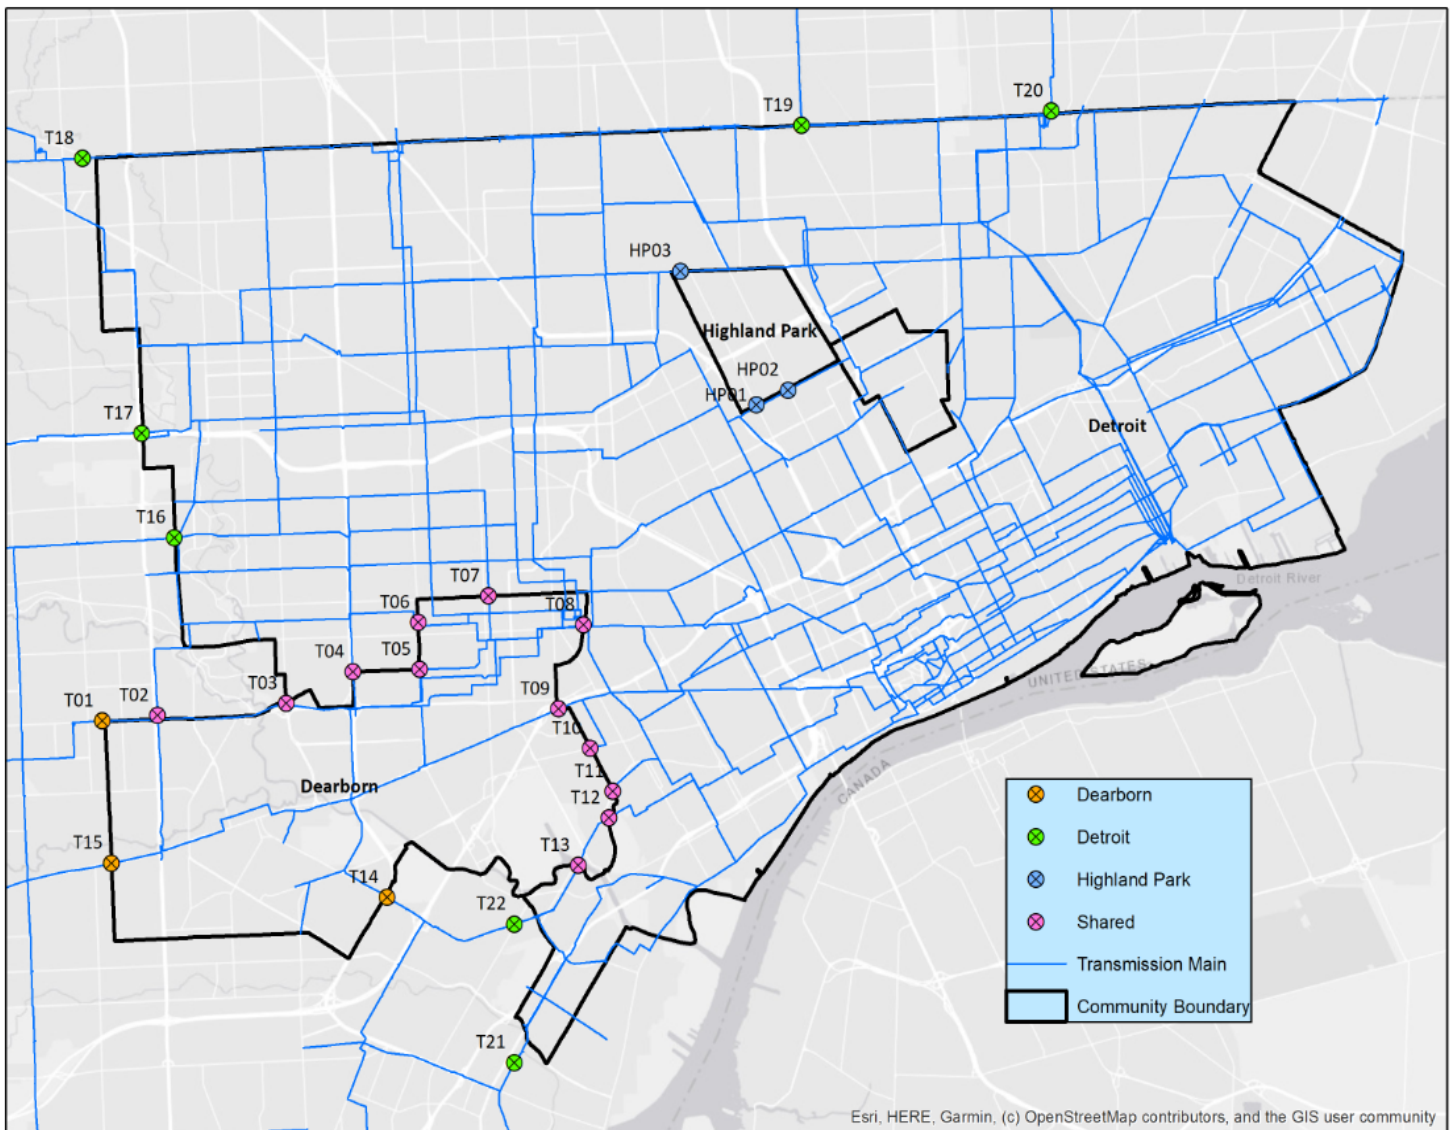 T20
T19
T18
HP03
Highland Park
HP02
HP01
T17
Detroit
T16
Detroit River
T07
T06
T08
T04
T05
UNITED STATES
T03
T01
T02
T09
T10
CANADA
T11
Dearborn
T12
T13
T15
T14
T22
T21
Dearborn
Detroit
Highland Park
Shared
Transmission Main
Community Boundary
Esri, HERE, Garmin, (c) OpenStreetMap contributors, and the GIS user community